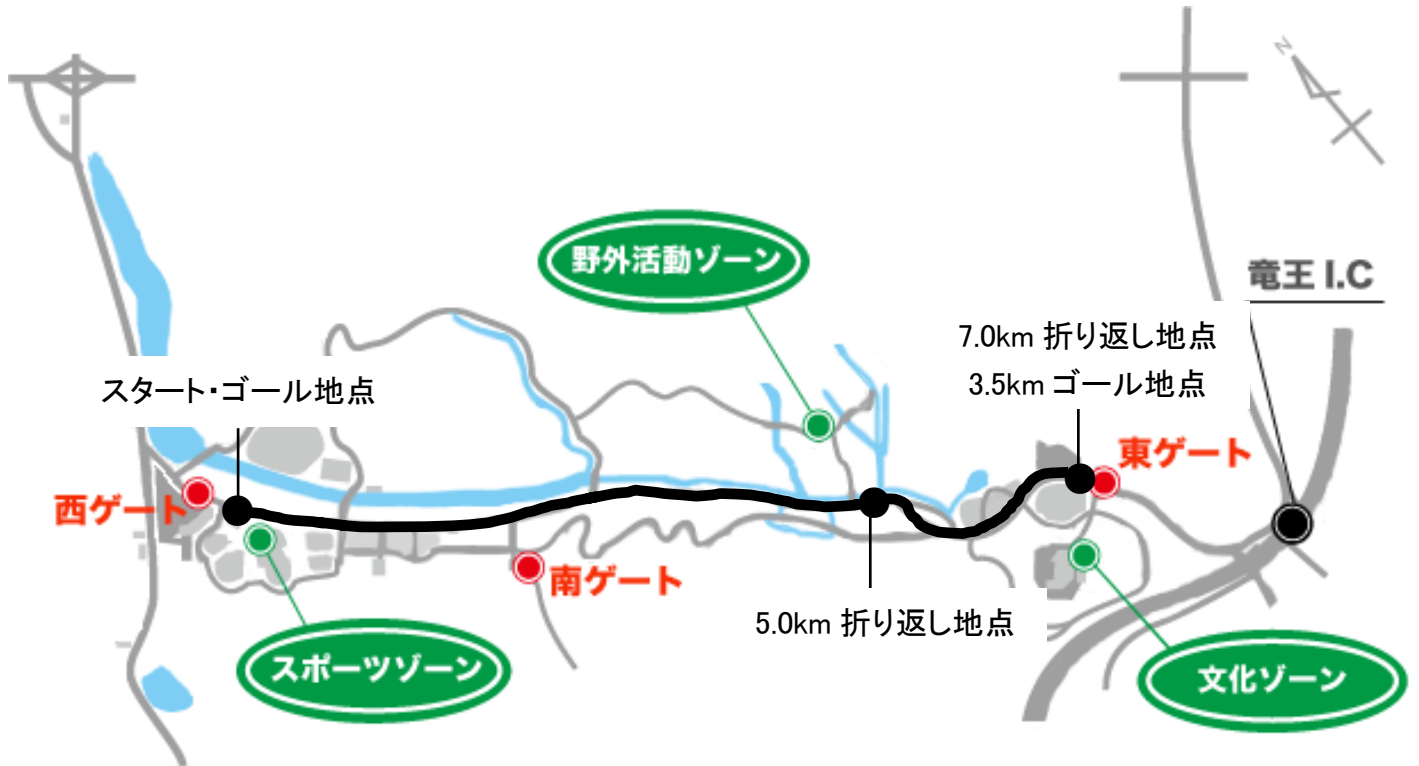 N
野外活動ゾーン
竜王 I.C
7.0km 折り返し地点
3.5km ゴール地点
スタート・ゴール地点
東ゲート
西ゲート
南ゲート
5.0km 折り返し地点
スポーツゾーン
文化ゾーン